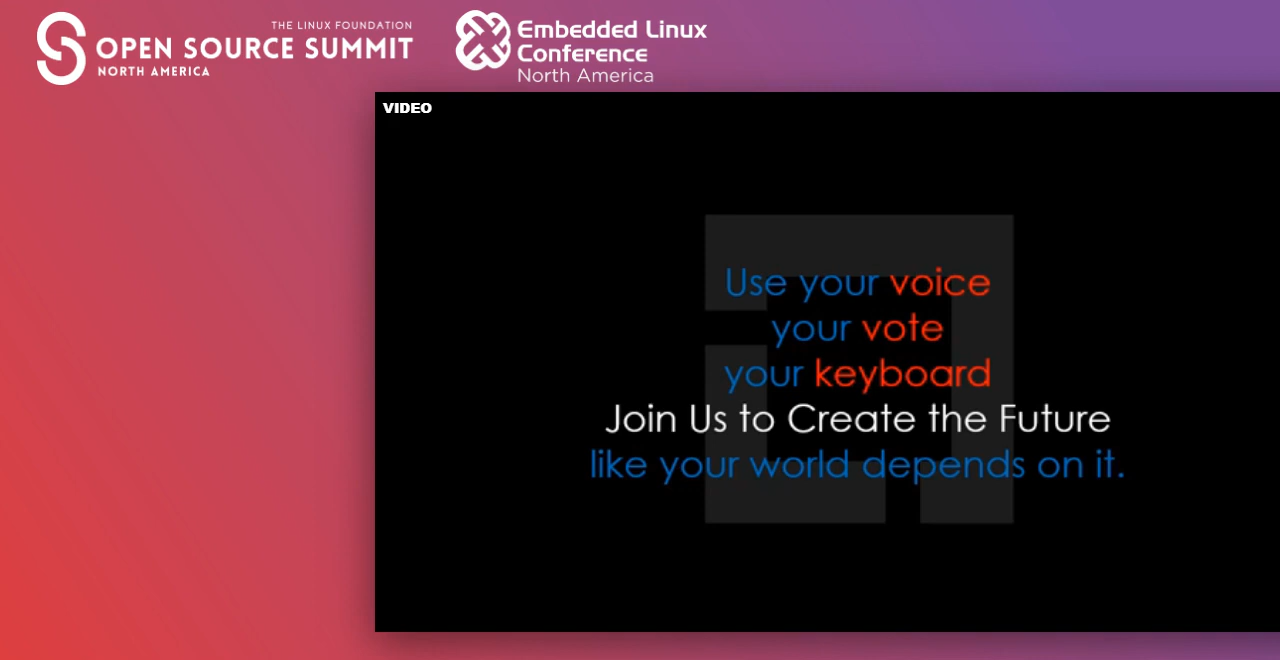 THE LINUX FOUNDATION
OPEN SOURCE SUMMIT
NORTH AMERICA
Embedded Linux
Conference
North America
VIDEO
Use your voice
your vote
your keyboard
Join Us to Create the Future
like your world depends on it.